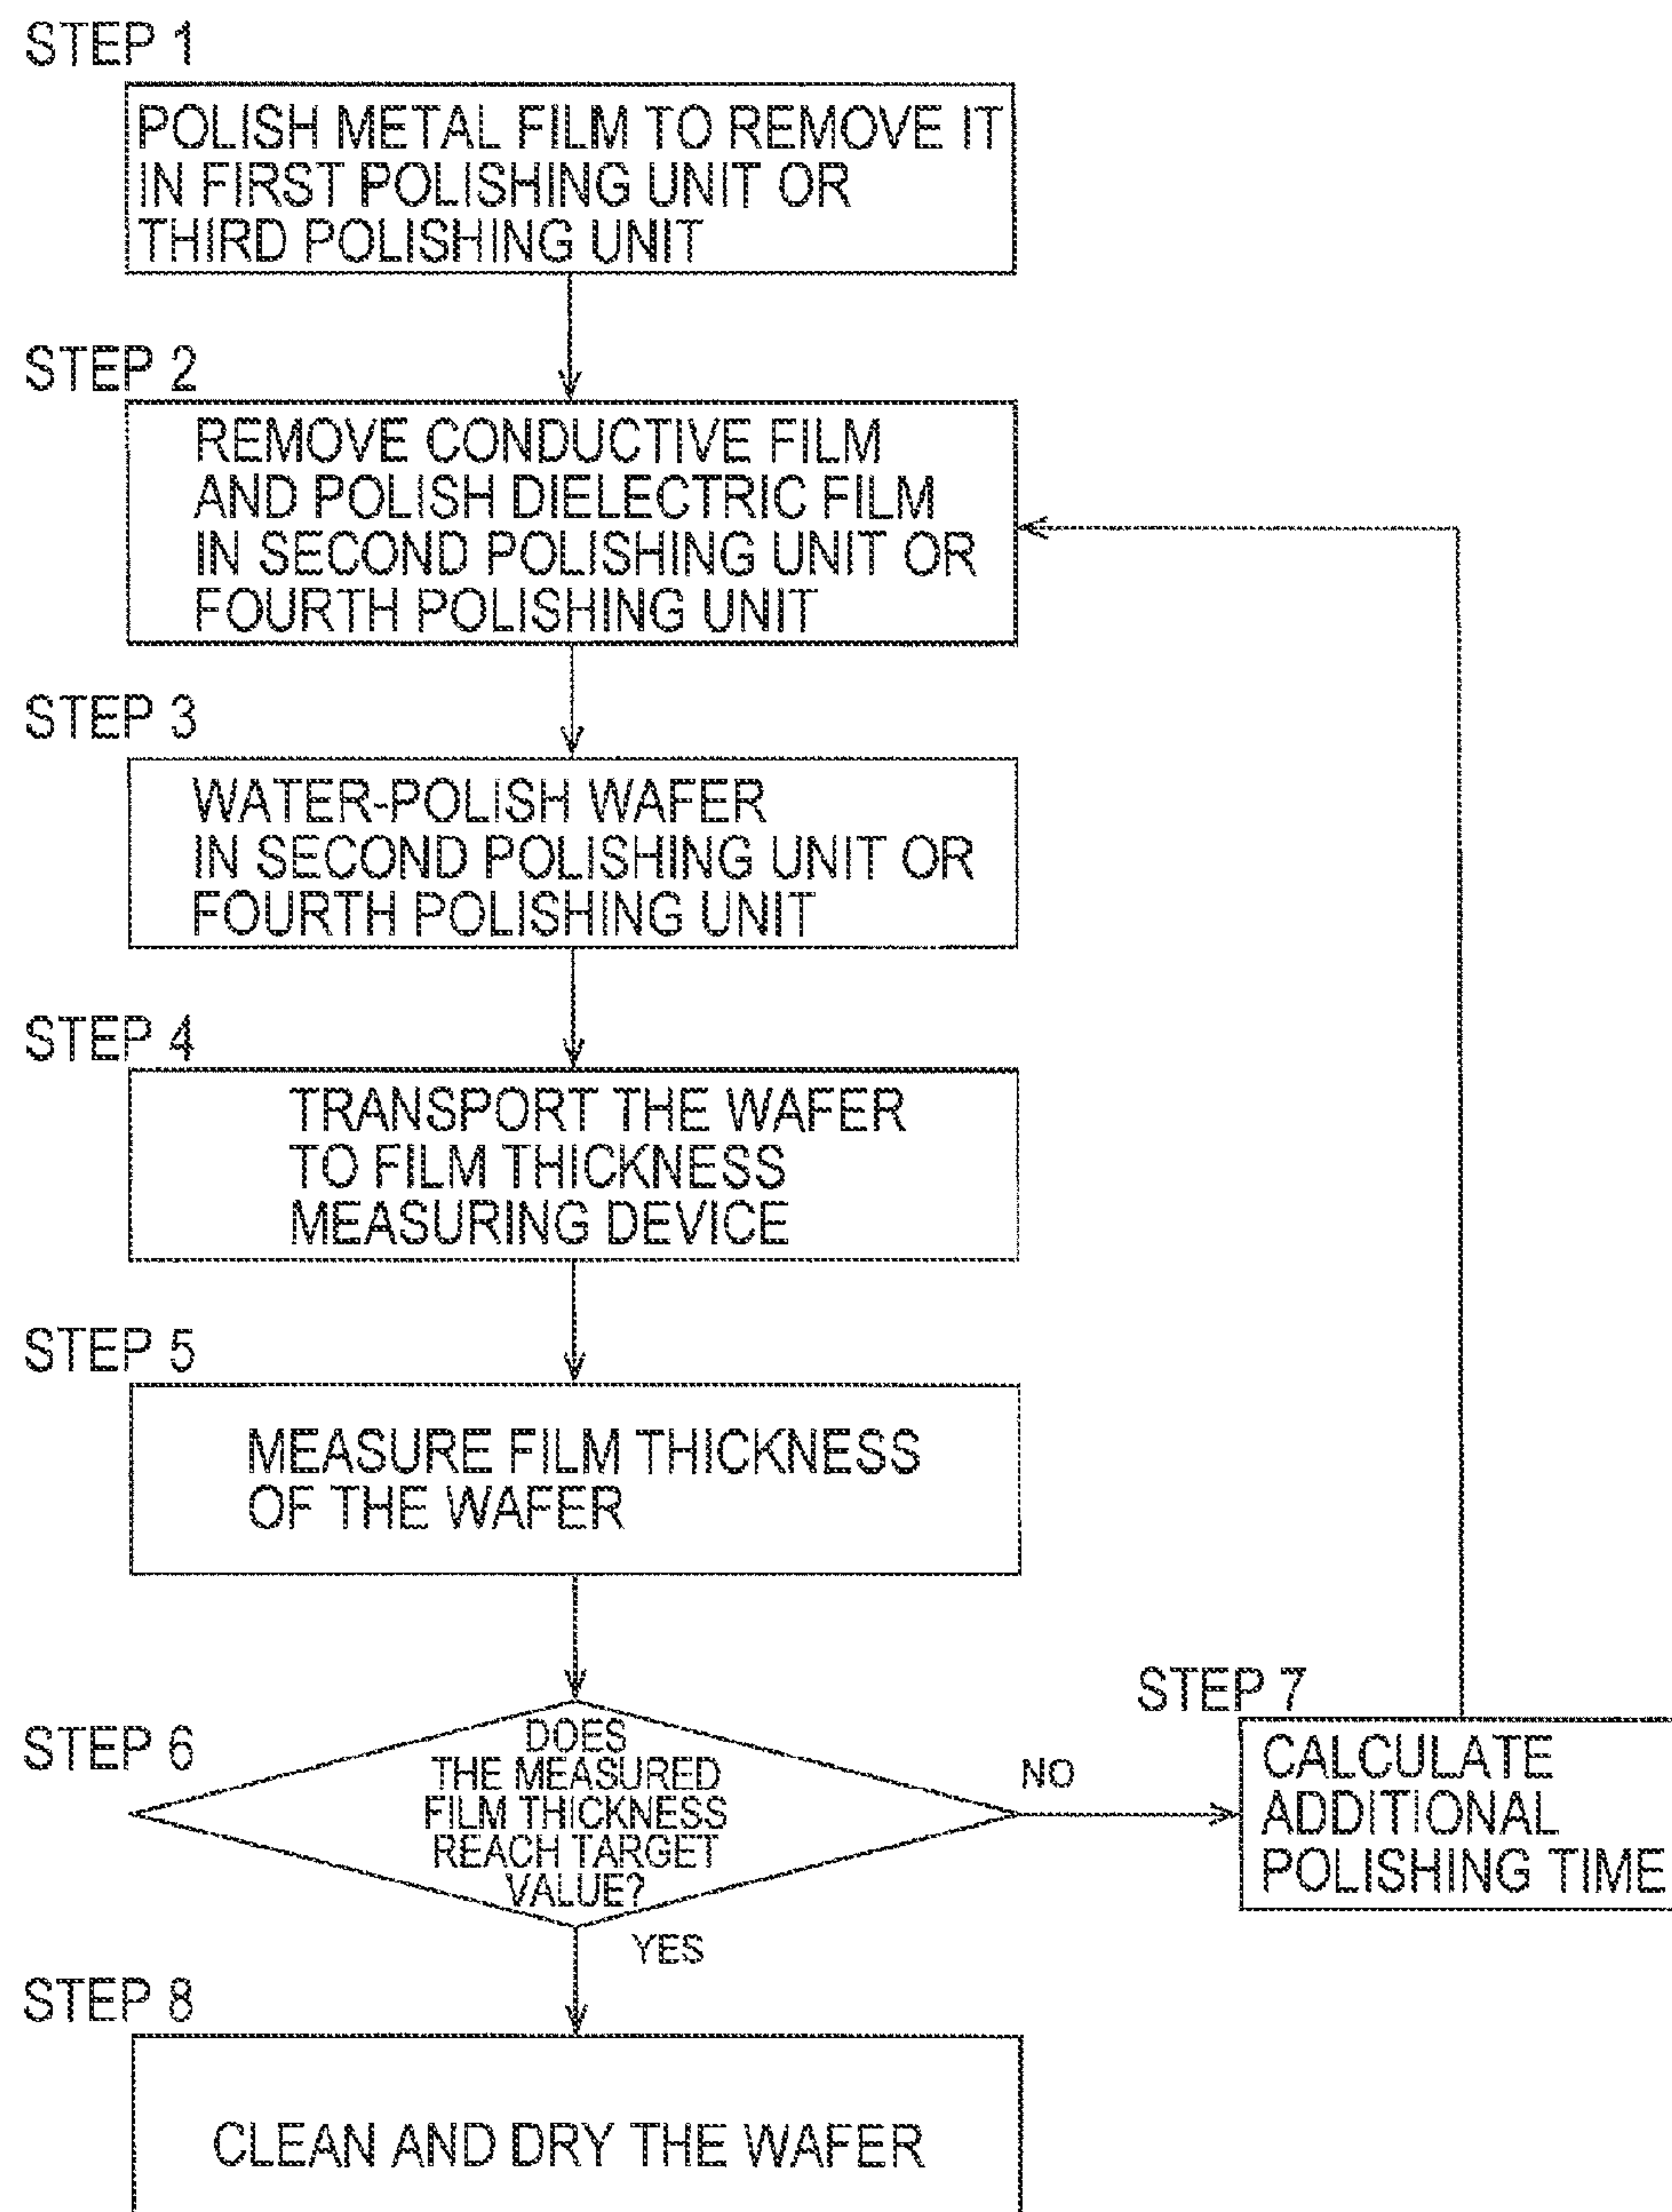 STEP 1
POLISH METAL FILM TO REMOVE IT
IN FIRST POLISHING UNIT OR
THIRD POLISHING UNIT
STEP 2
REMOVE CONDUCTIVE FILM
AND POLISH DIELECTRIC FILM
IN SECOND POLISHING UNIT OR
FOURTH POLISHING UNIT
STEP 3
WATER-POLISH WAFER
IN SECOND POLISHING UNIT OR
FOURTH POLISHING UNIT
STEP 4
TRANSPORT THE WAFER
TO FILM THICKNESS
MEASURING DEVICE
STEP 5
MEASURE FILM THICKNESS
OF THE WAFER
STEP 6
DOES
THE MEASURED
FILM THICKNESS
REACH TARGET
VALUE?
NO
STEP 7
CALCULATE
ADDITIONAL
POLISHING TIME
YES
STEP 8
CLEAN AND DRY THE WAFER